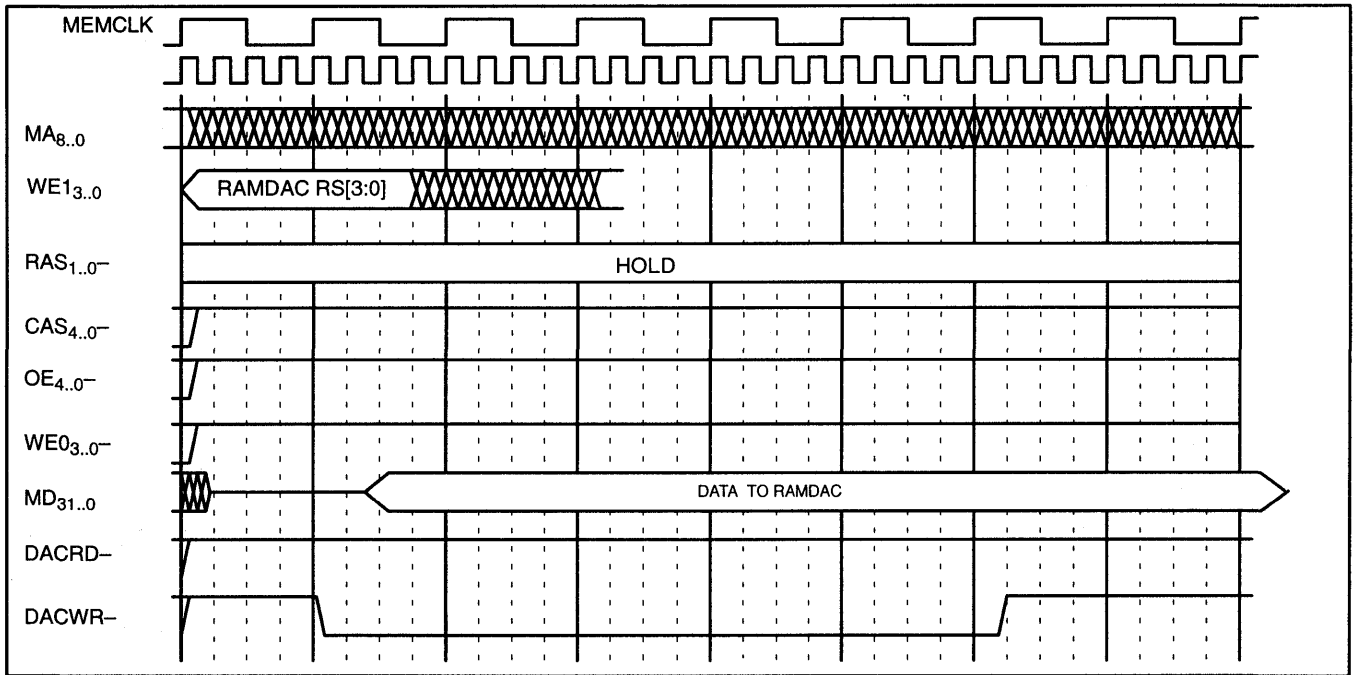 MEMCLK
MA8..0
WE13..0
RAMDAC RS[3:0]
RAS1..0–
HOLD
CAS4..0–
OE4..0–
WE03..0–
MD31..0
DATA TO RAMDAC
DACRD–
DACWR–